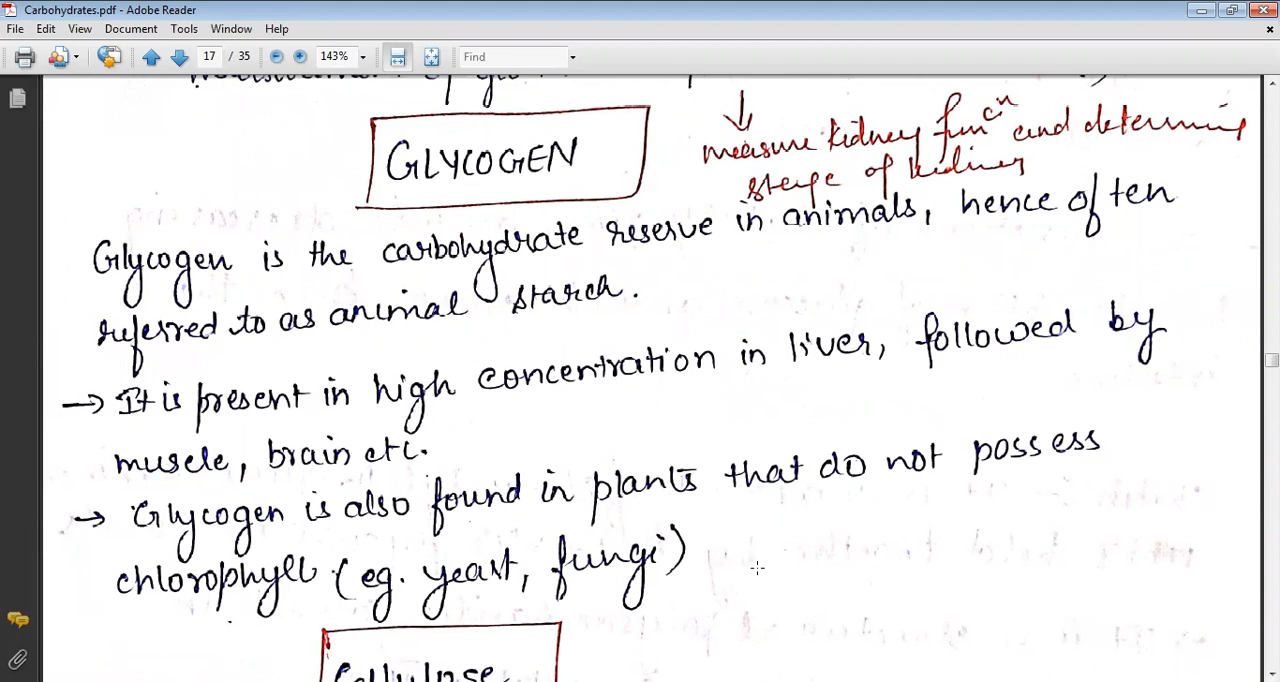 Carbohydrates.pdf - Adobe Reader
File Edit View Document Tools Window Help
17 / 35 143% Find
GLYCOGEN
measure kidney funcn and determing
stage of kidney
Glycogen is the carbohydrate reserve in animals, hence often
referred to as animal starch.
→ It is present in high concentration in liver, followed by
muscle, brain etc.
→ Glycogen is also found in plants that do not possess
chlorophyll (eg. yeast, fungi)
Cellulose